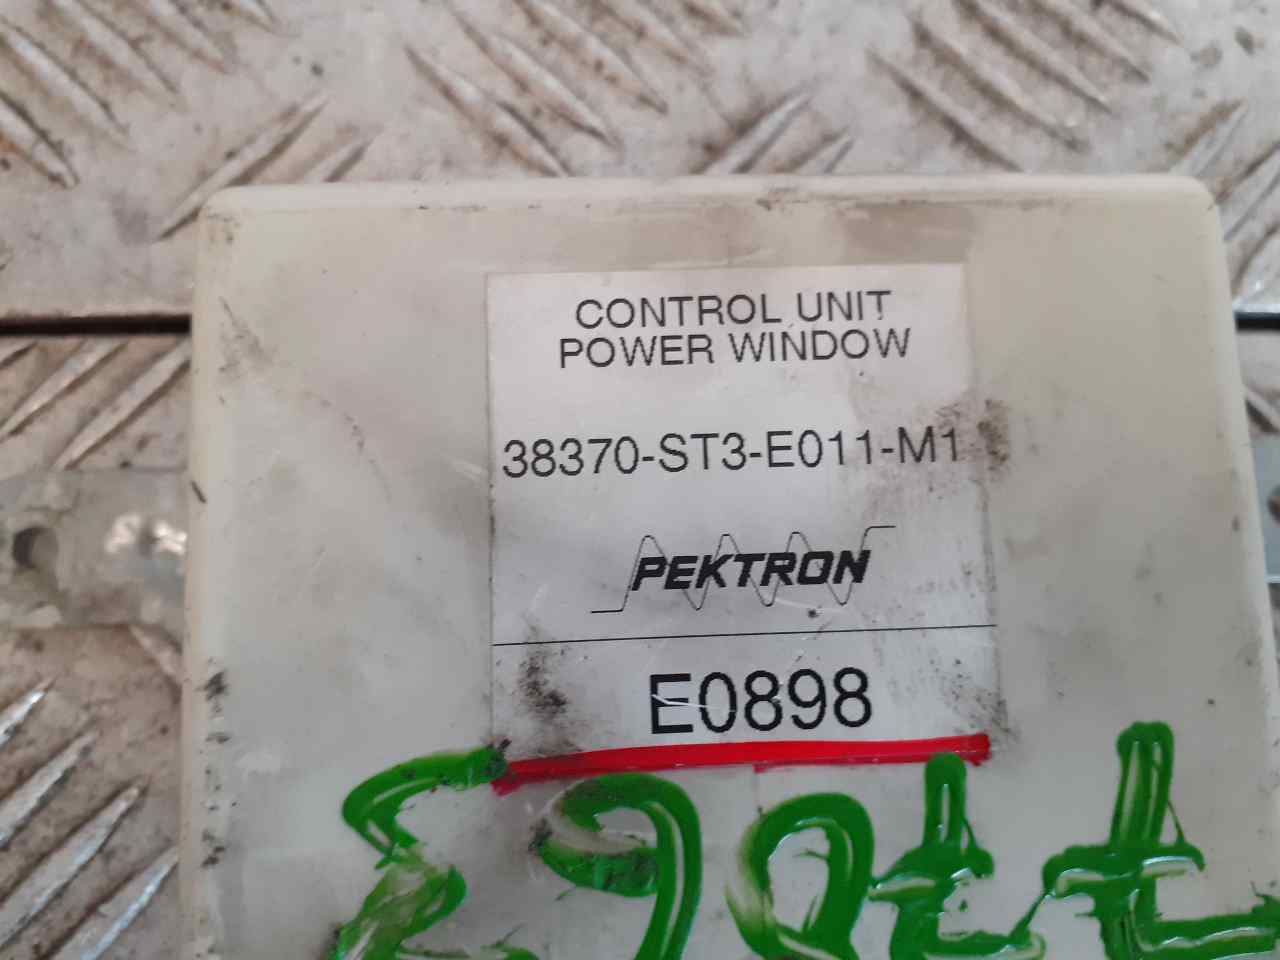 CONTROL UNIT
POWER WINDOW
38370-ST3-E011-M1
PEKTRON
E0898